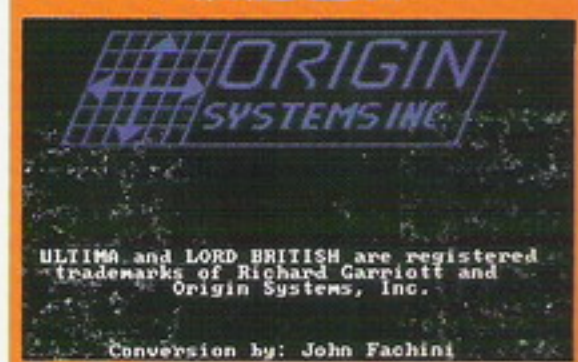 ORIGIN
SYSTEMS INC.
ULTIMA and LORD BRITISH are registered
trademarks of Richard Garriott and
Origin Systems, Inc.
Conversion by: John Fachini